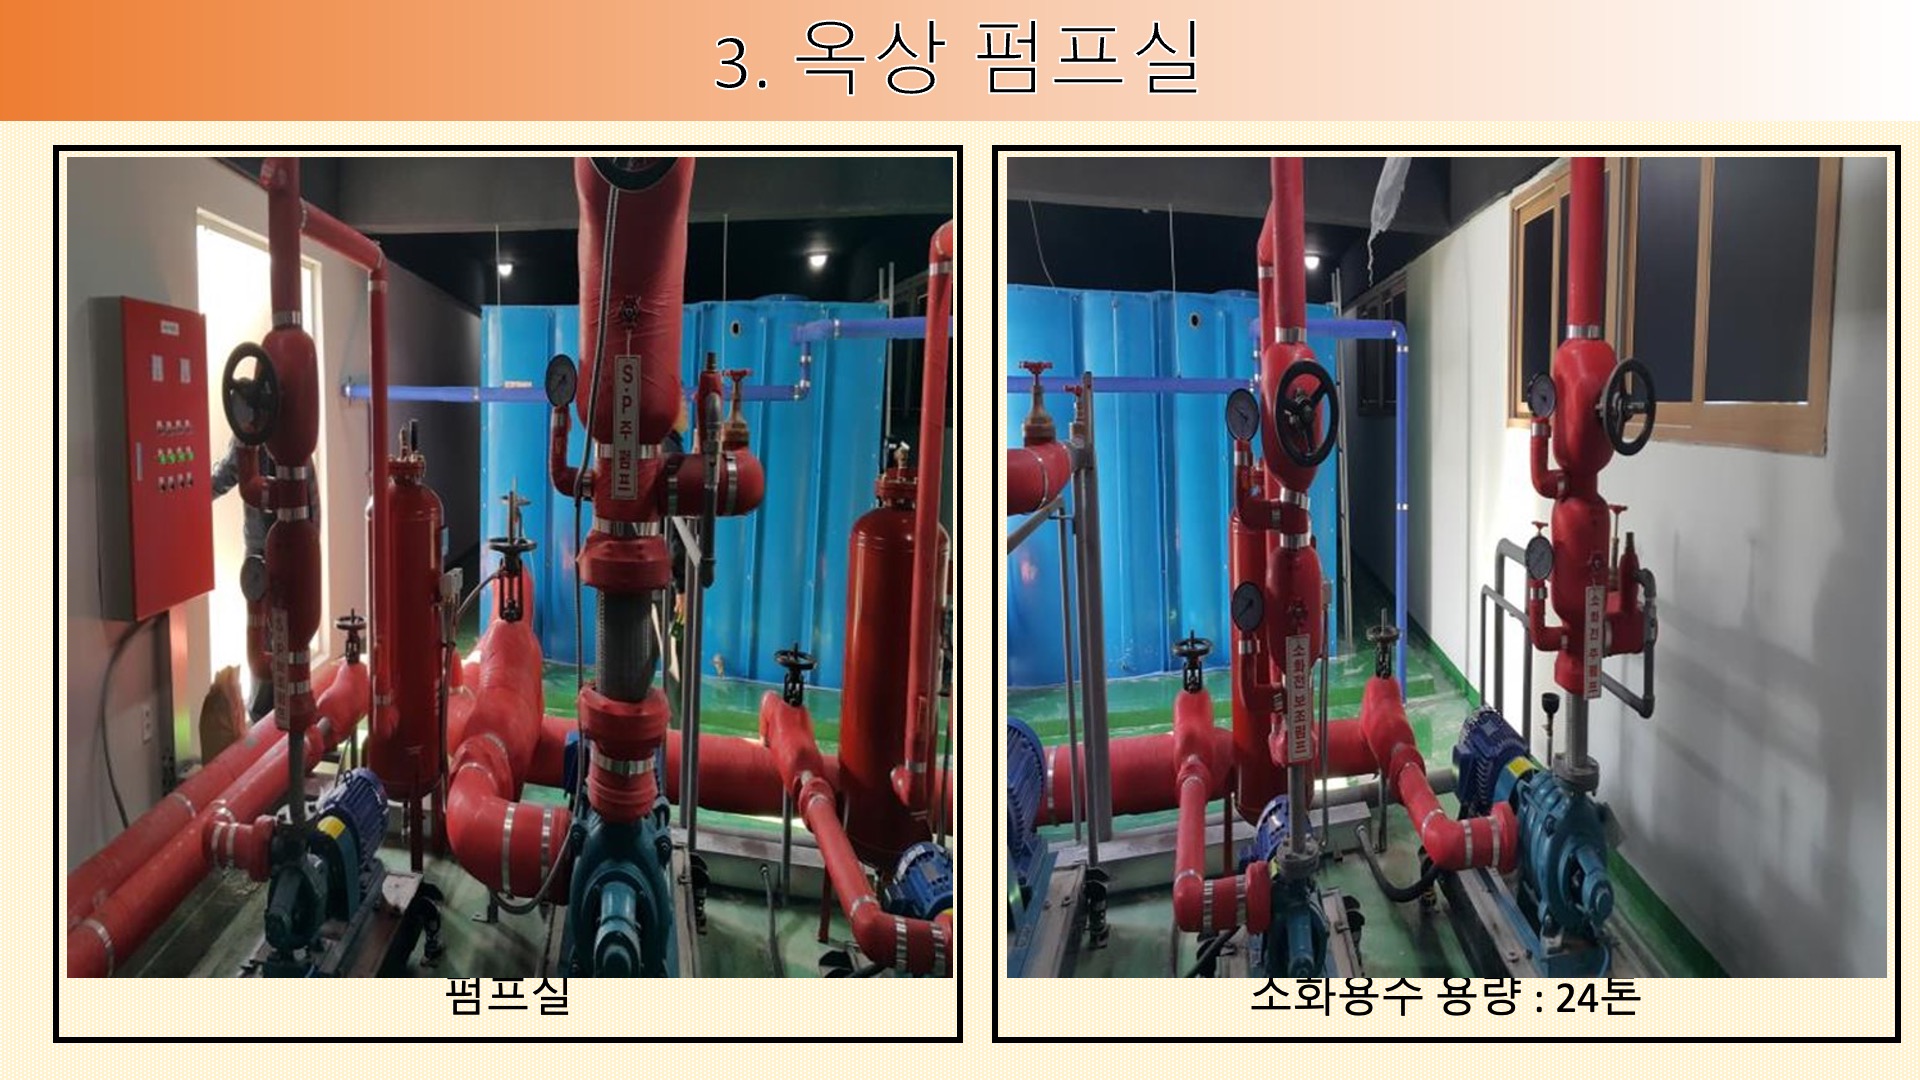 3. 옥상 펌프실
S.P 주 펌프
소화전 보조펌프
소화전 주 펌프
펌프실
소화용수 용량 : 24톤